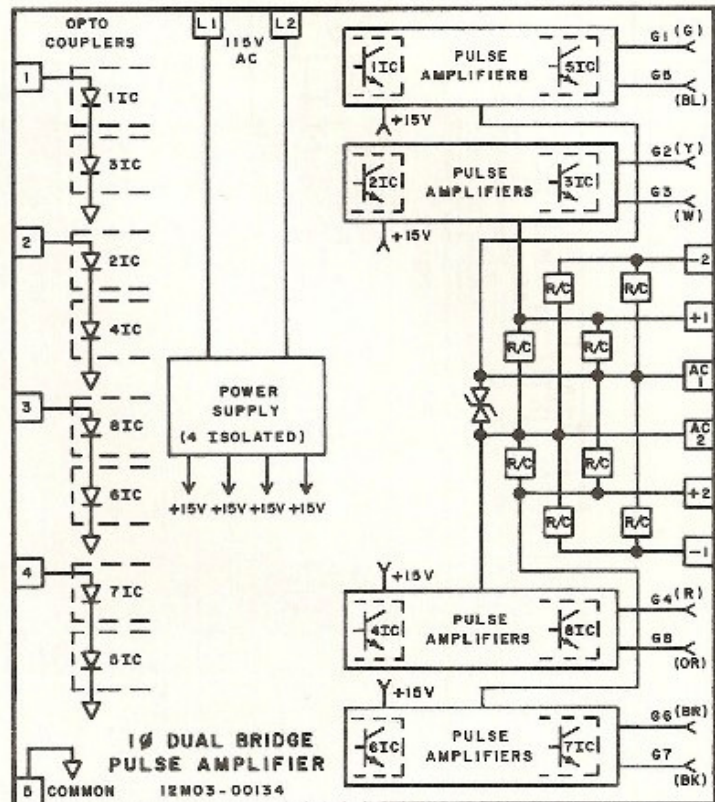 OPTO
COUPLERS
L1
L2
115V
AC
1
1IC
3IC
2
2IC
4IC
3
8IC
6IC
4
7IC
5IC
5
COMMON
POWER
SUPPLY
(4 ISOLATED)
+15V +15V +15V +15V
1Ø DUAL BRIDGE
PULSE AMPLIFIER
12M03-00134
1IC
PULSE
AMPLIFIERS
5IC
G1 (G)
G5
(BL)
+15V
2IC
PULSE
AMPLIFIERS
3IC
G2 (Y)
G3
(W)
+15V
-2
R/C
R/C
+1
R/C
R/C
AC
1
AC
2
R/C
R/C
+2
R/C
R/C
-1
+15V
4IC
PULSE
AMPLIFIERS
8IC
G4 (R)
G8
(OR)
+15V
6IC
PULSE
AMPLIFIERS
7IC
G6 (BR)
G7
(BK)